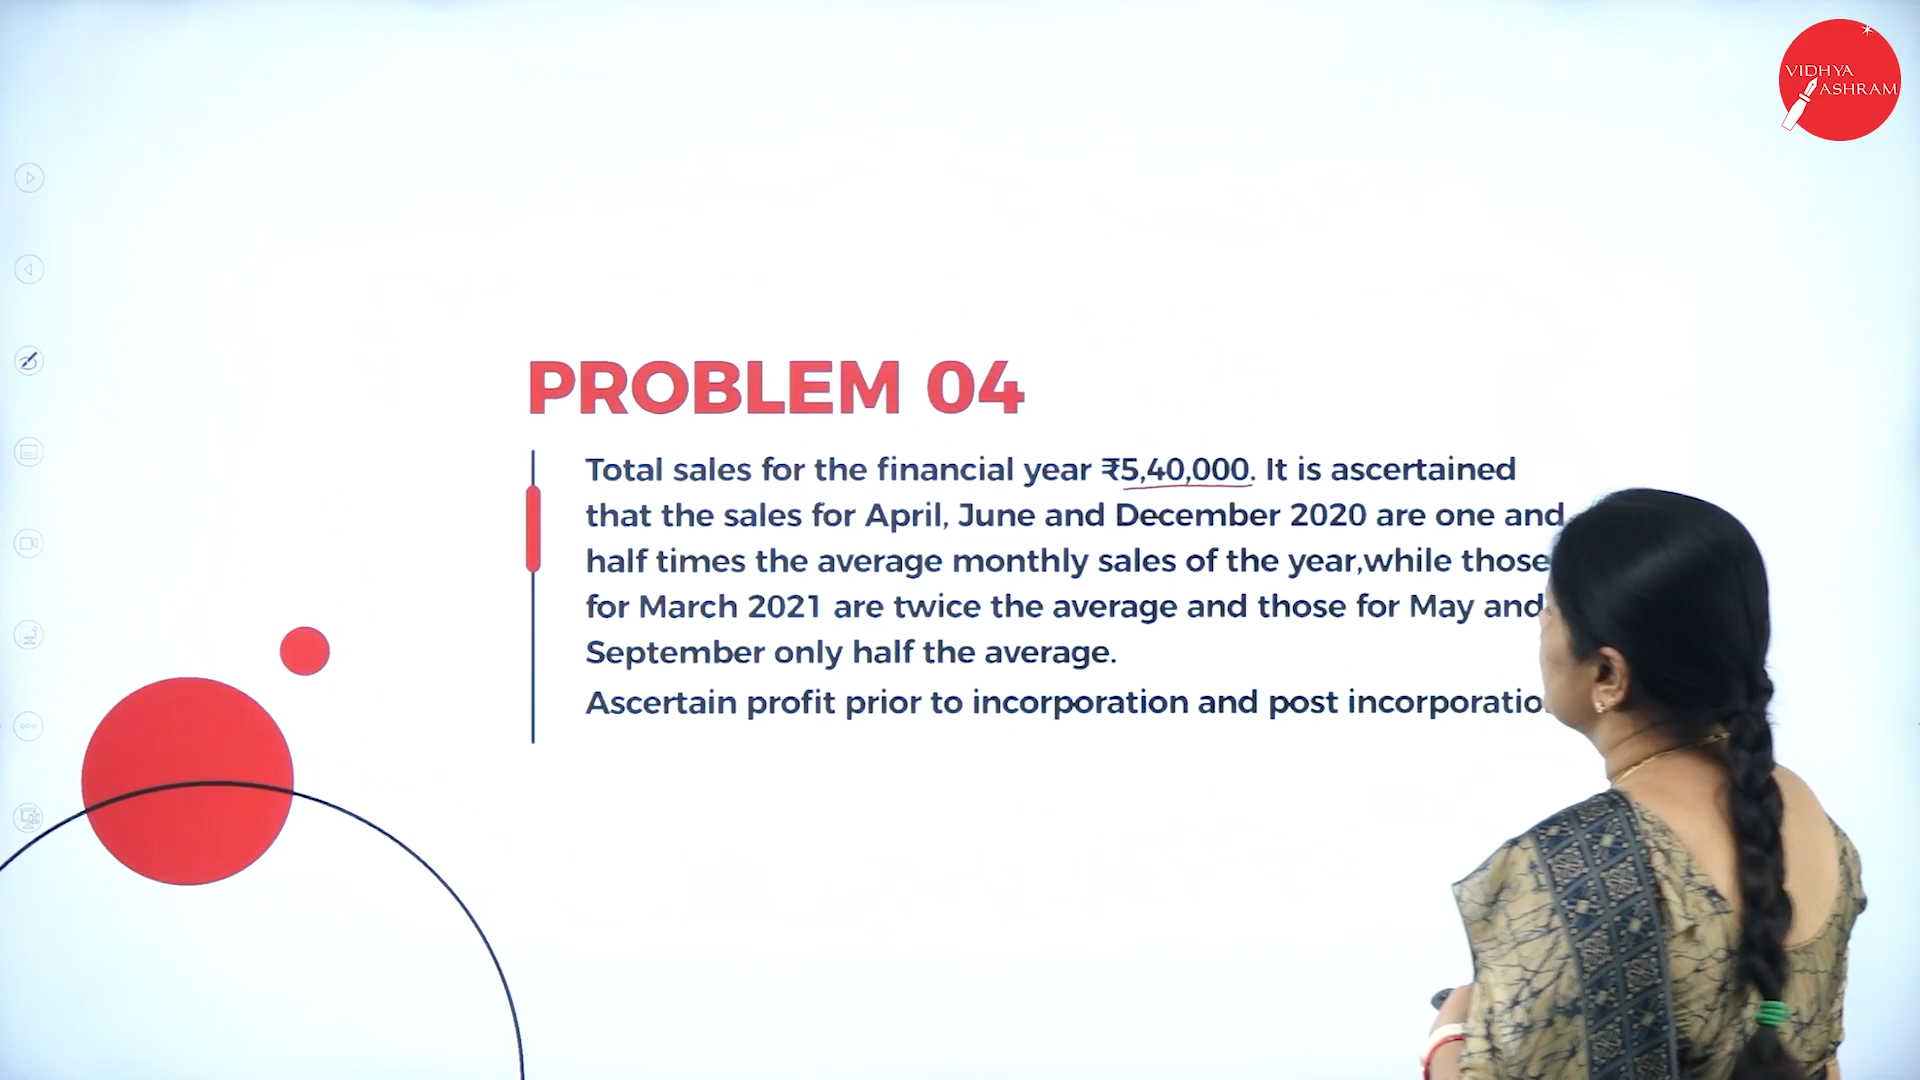 VIDHYA
ASHRAM
PROBLEM 04
Total sales for the financial year ₹5,40,000. It is ascertained
that the sales for April, June and December 2020 are one and
half times the average monthly sales of the year,while those
for March 2021 are twice the average and those for May and
September only half the average.
Ascertain profit prior to incorporation and post incorporatio